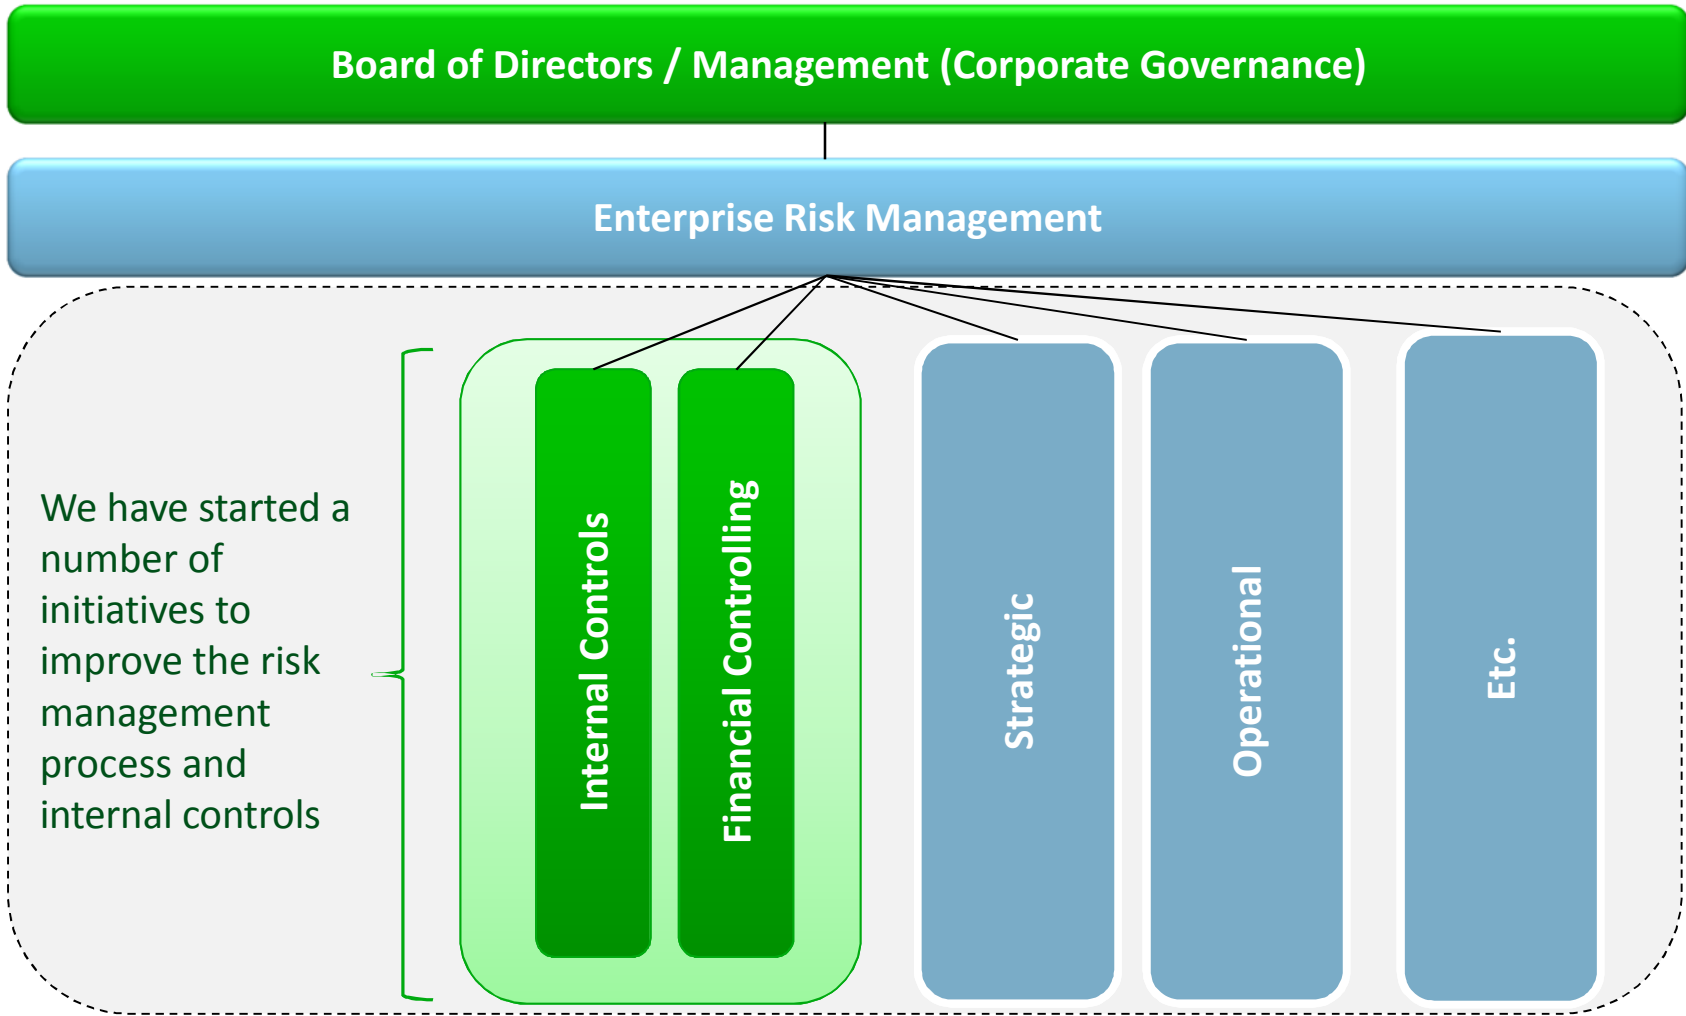 Board of Directors / Management (Corporate Governance)
Enterprise Risk Management
We have started a
number of
initiatives to
improve the risk
management
process and
internal controls
Internal Controls
Financial Controlling
Strategic
Operational
Etc.